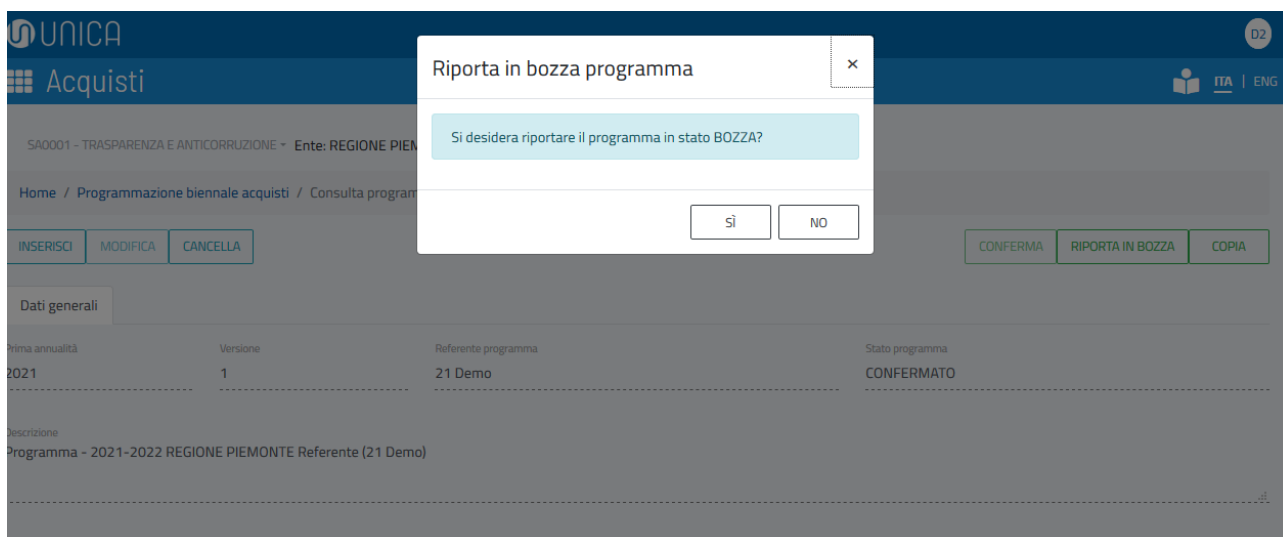 UNICA
D2
Acquisti
ITA | ENG
Riporta in bozza programma
×
Si desidera riportare il programma in stato BOZZA?
SÌ
NO
SA0001 - TRASPARENZA E ANTICORRUZIONE Ente: REGIONE
Home / Programmazione biennale acquisti / Consulta
INSERISCI MODIFICA CANCELLA CONFERMA RIPORTA IN BOZZA COPIA
Dati generali
Prima annualità Versione Referente programma Stato programma
2021 1 21 Demo CONFERMATO
Descrizione
Programma - 2021-2022 REGIONE PIEMONTE Referente (21 Demo)